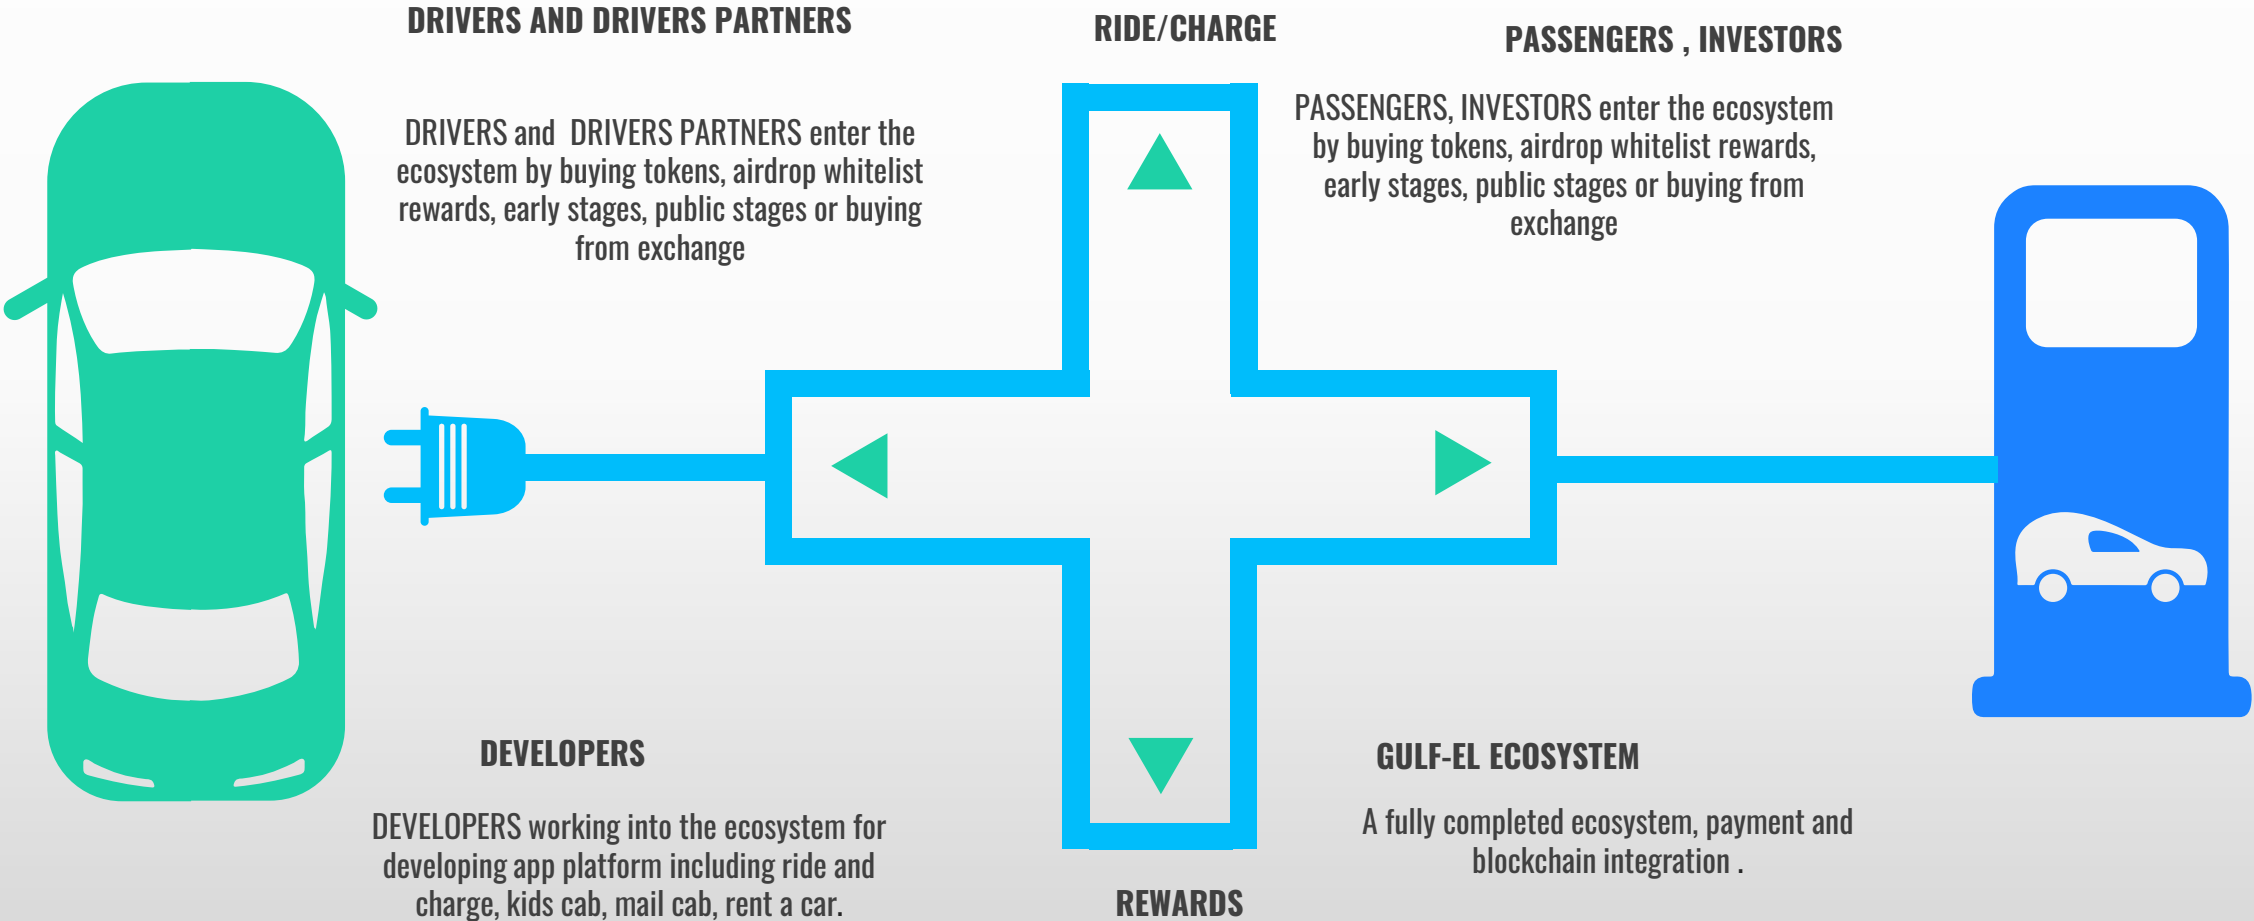 DRIVERS AND DRIVERS PARTNERS
DRIVERS and DRIVERS PARTNERS enter the
ecosystem by buying tokens, airdrop whitelist
rewards, early stages, public stages or buying
from exchange
RIDE/CHARGE
PASSENGERS , INVESTORS
PASSENGERS, INVESTORS enter the ecosystem
by buying tokens, airdrop whitelist rewards,
early stages, public stages or buying from
exchange
DEVELOPERS
DEVELOPERS working into the ecosystem for
developing app platform including ride and
charge, kids cab, mail cab, rent a car.
REWARDS
GULF-EL ECOSYSTEM
A fully completed ecosystem, payment and
blockchain integration .